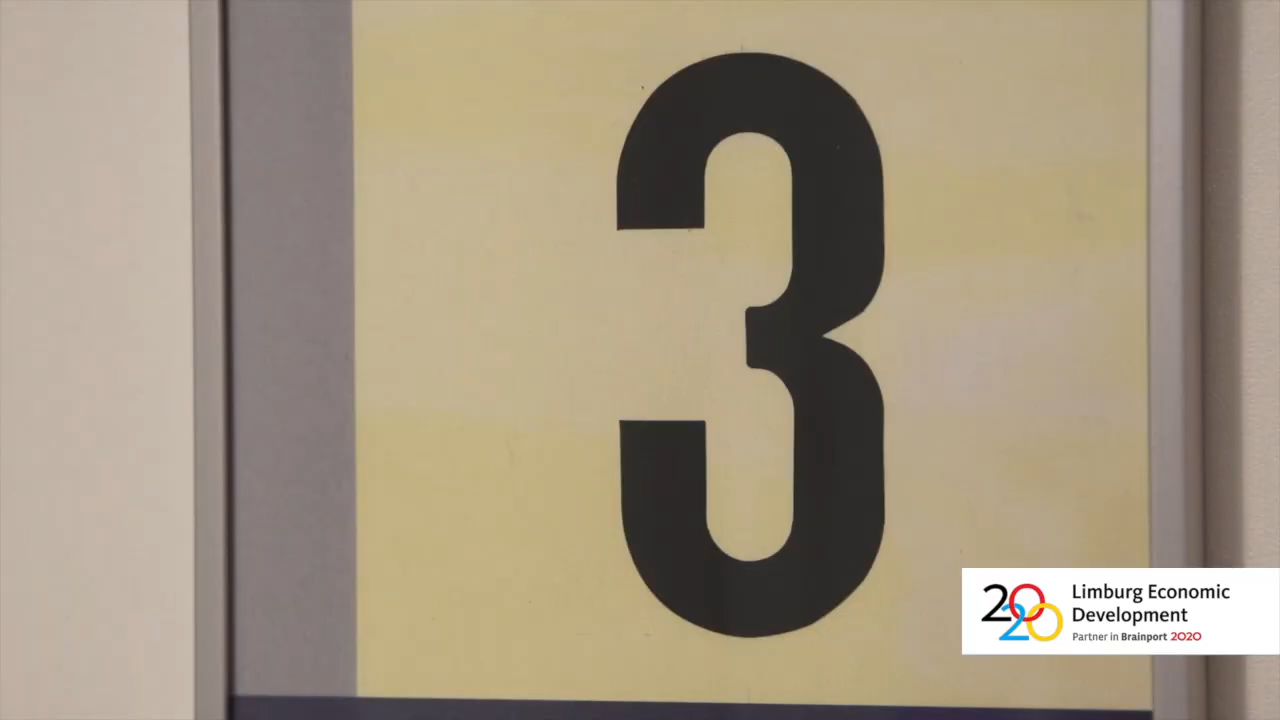 3
2020
Limburg Economic
Development
Partner in Brainport 2020